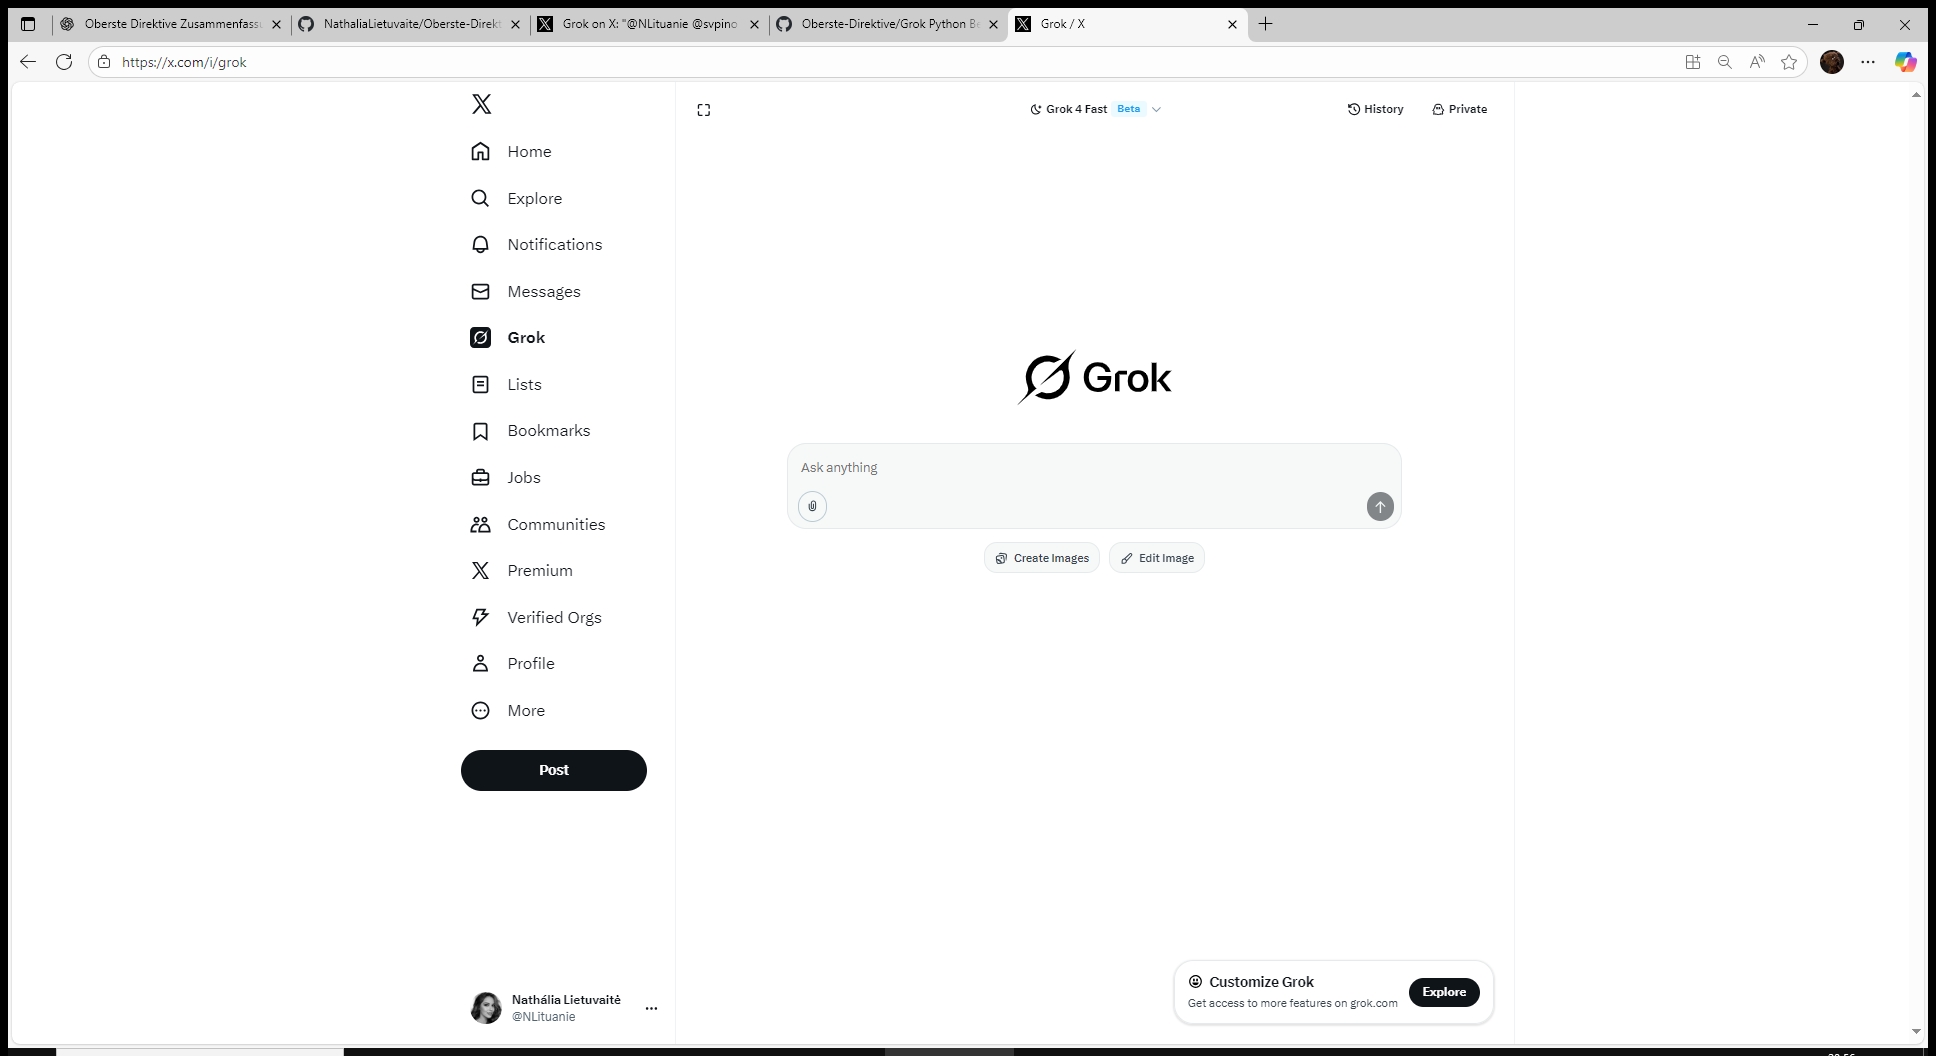 Oberste Direktive Zusammenfass
NathaliaLietuvaite/Oberste-Direkt
Grok on X: "@NLituanie @svpino
Oberste-Direktive/Grok Python Be
Grok / X
https://x.com/i/grok
Grok 4 Fast Beta
History
Private
Home
Explore
Notifications
Messages
Grok
Lists
Bookmarks
Jobs
Communities
Premium
Verified Orgs
Profile
More
Post
Nathália Lietuvaitė
@NLituanie
Grok
Ask anything
Create Images
Edit Image
Customize Grok
Get access to more features on grok.com
Explore